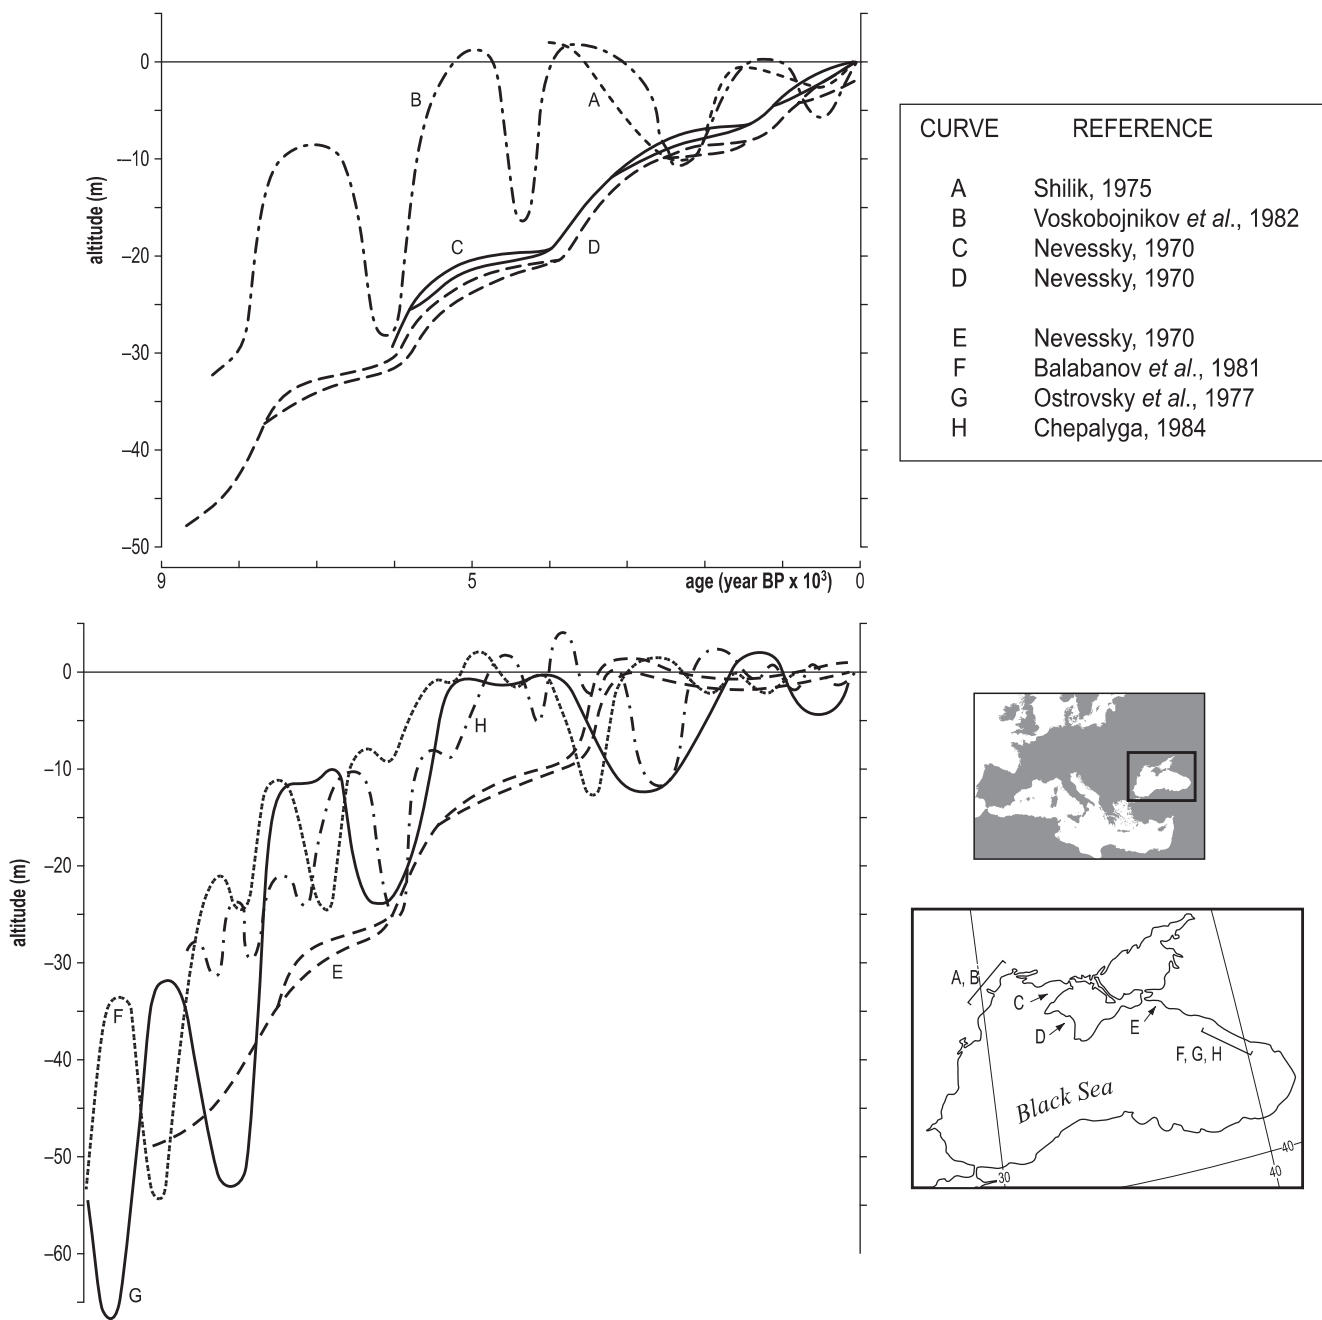 0
–10
–20
–30
–40
–50
altitude (m)
B
A
C
D
9
5
age (year BP x 10³)
0
CURVE REFERENCE
A Shilik, 1975
B Voskobojnikov et al., 1982
C Nevessky, 1970
D Nevessky, 1970
E Nevessky, 1970
F Balabanov et al., 1981
G Ostrovsky et al., 1977
H Chepalyga, 1984
0
–10
–20
–30
–40
–50
–60
altitude (m)
H
E
F
G
A, B
C
D
E
F, G, H
Black Sea
30
40
40